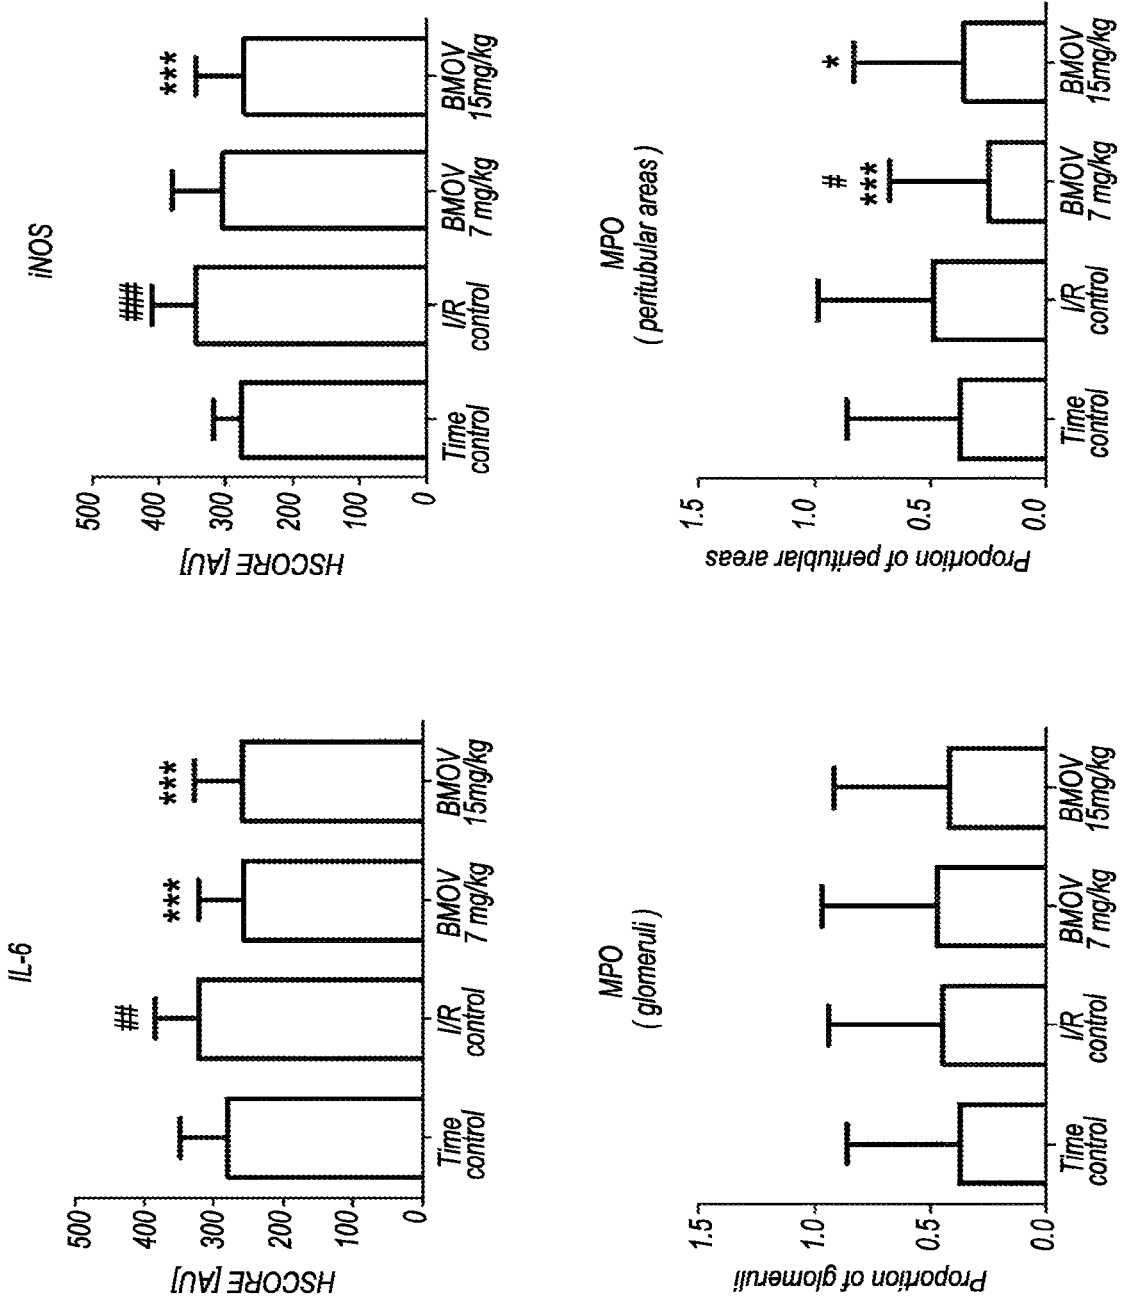 IL-6
HSCORE [AU]
500
400
300
200
100
0
##
***
***
Time
control
I/R
control
BMOV
7 mg/kg
BMOV
15mg/kg
iNOS
HSCORE [AU]
500
400
300
200
100
0
###
***
Time
control
I/R
control
BMOV
7 mg/kg
BMOV
15mg/kg
MPO
( glomeruli )
Proportion of glomeruli
1.5
1.0
0.5
0.0
Time
control
I/R
control
BMOV
7 mg/kg
BMOV
15mg/kg
MPO
( peritubular areas )
Proportion of peritublar areas
1.5
1.0
0.5
0.0
#
***
*
Time
control
I/R
control
BMOV
7 mg/kg
BMOV
15mg/kg